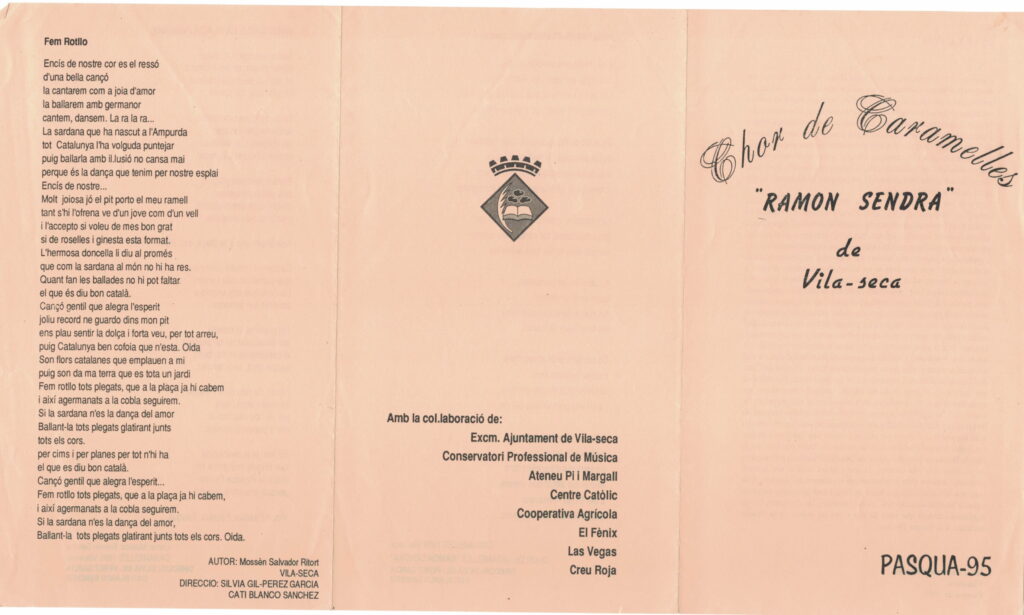 Fem Rotllo
Encís de nostre cor es el ressó
d'una bella cançó
la cantarem com a joia d'amor
la ballarem amb germanor
cantem, dansem. La ra la ra...
La sardana que ha nascut a l'Ampurda
tot Catalunya l'ha volguda puntejar
puig ballarla amb il.lusió no cansa mai
perque és la dança que tenim per nostre esplai
Encis de nostre...
Molt joiosa jó el pit porto el meu ramell
tant s'hi l'ofrena ve d'un jove com d'un vell
i l'accepto si voleu de mes bon grat
si de roselles i ginesta esta format.
L'hermosa doncella li diu al promés
que com la sardana al món no hi ha res.
Quant fan les ballades no hi pot faltar
el que és diu bon català.
Cançó gentil que alegra l'esperit
joliu record ne guardo dins mon pit
ens plau sentir la dolça i forta veu, per tot arreu,
puig Catalunya ben cofoia que n'esta. Oida
Son flors catalanes que emplauen a mi
puig son da ma terra que es tota un jardi
Fem rotllo tots plegats, que a la plaça ja hi cabem
i així agermanats a la cobla seguirem.
Si la sardana n'es la dança del amor
Ballant-la tots plegats glatirant junts
tots els cors.
per cims i per planes per tot n'hi ha
el que es diu bon català.
Cançó gentil que alegra l'esperit...
Fem rotllo tots plegats, que a la plaça ja hi cabem,
i així agermanats a la cobla seguirem.
Si la sardana n'es la dança del amor,
Ballant-la tots plegats glatirant junts tots els cors. Oida.
AUTOR: Mossèn Salvador Ritort
VILA-SECA
DIRECCIO: SILVIA GIL-PEREZ GARCIA
CATI BLANCO SANCHEZ
Amb la col.laboració de:
Excm. Ajuntament de Vila-seca
Conservatori Professional de Música
Ateneu Pi i Margall
Centre Catòlic
Cooperativa Agrícola
El Fènix
Las Vegas
Creu Roja
Chor de Caramelles
"RAMON SENDRA"
de
Vila-seca
PASQUA-95